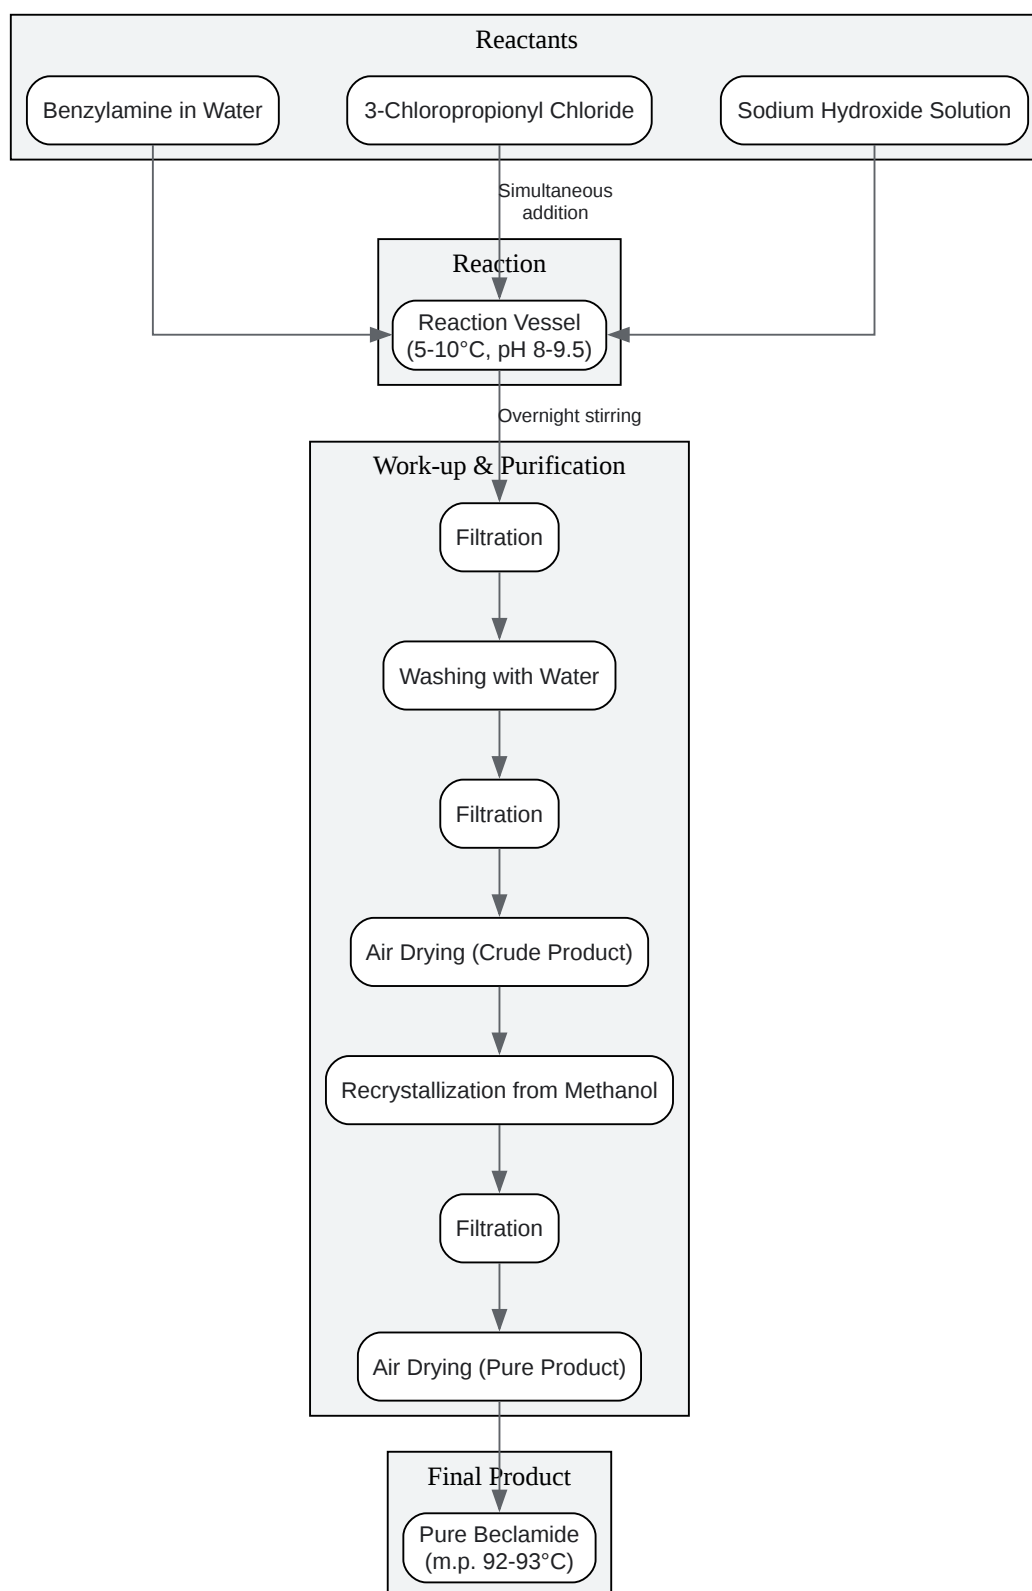 Reactants
Benzylamine in Water
3-Chloropropionyl Chloride
Sodium Hydroxide Solution
Simultaneous
addition
Reaction
Reaction Vessel
(5-10°C, pH 8-9.5)
Overnight stirring
Work-up & Purification
Filtration
Washing with Water
Filtration
Air Drying (Crude Product)
Recrystallization from Methanol
Filtration
Air Drying (Pure Product)
Final Product
Pure Beclamide
(m.p. 92-93°C)